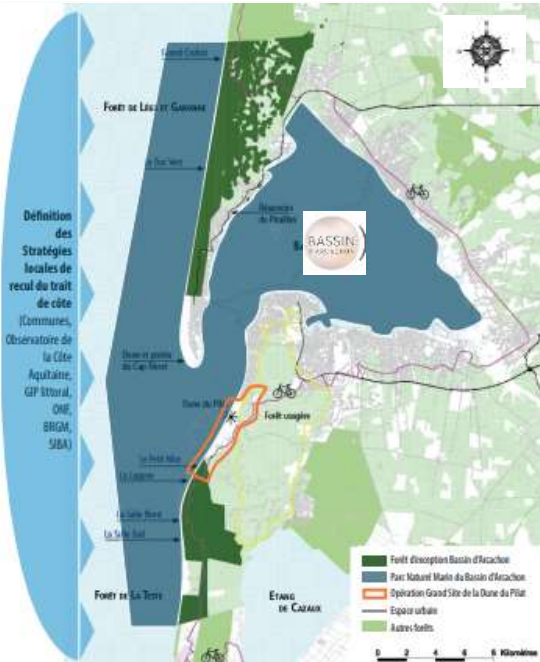 Définition
des
Stratégies
locales de
recul du trait
de côte
(Communes,
Observatoire de
la Côte
Aquitaine,
GIP littoral,
ONF,
BRGM,
SIBA)
Grand Crohot
FORÊT DE LÈGE ET GARONNE
Le Truc Vert
Réservoirs
de Piraillan
BASSIN
D'ARCACHON
Dune et pointe
du Cap Ferret
Dune du Pilat
Forêt usagère
Le Petit Nice
La Lagune
La Salie Nord
La Salie Sud
FORÊT DE LA TESTE
ETANG
DE CAZAUX
Forêt d'exception Bassin d'Arcachon
Parc Naturel Marin du Bassin d'Arcachon
Opération Grand Site de la Dune du Pilat
Espace urbain
Autres forêts
0 2 4 6 8 Kilomètres